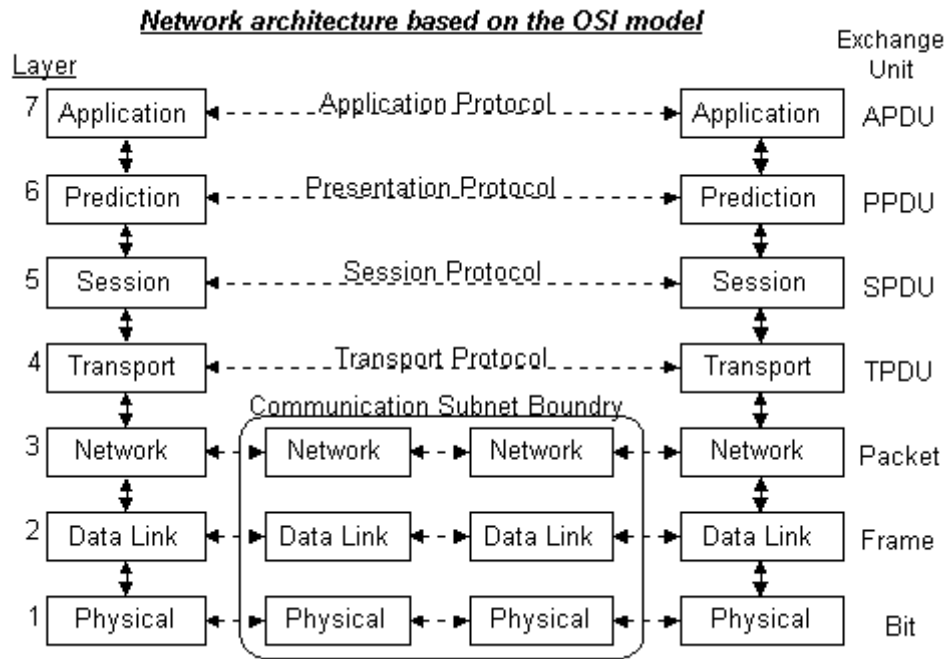 Network architecture based on the OSI model
Exchange
Unit
Layer
7 Application Application Protocol Application APDU
6 Prediction Presentation Protocol Prediction PPDU
5 Session Session Protocol Session SPDU
4 Transport Transport Protocol Transport TPDU
Communication Subnet Boundry
3 Network Network Network Network Packet
2 Data Link Data Link Data Link Data Link Frame
1 Physical Physical Physical Physical Bit